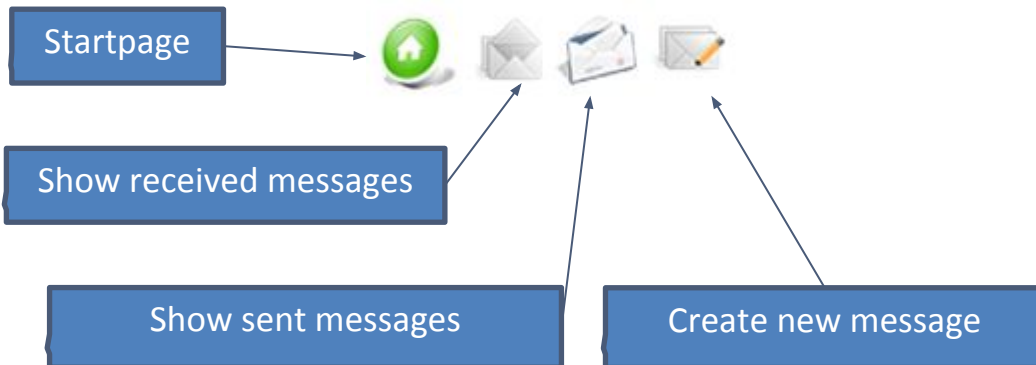 Startpage
Show received messages
Show sent messages
Create new message